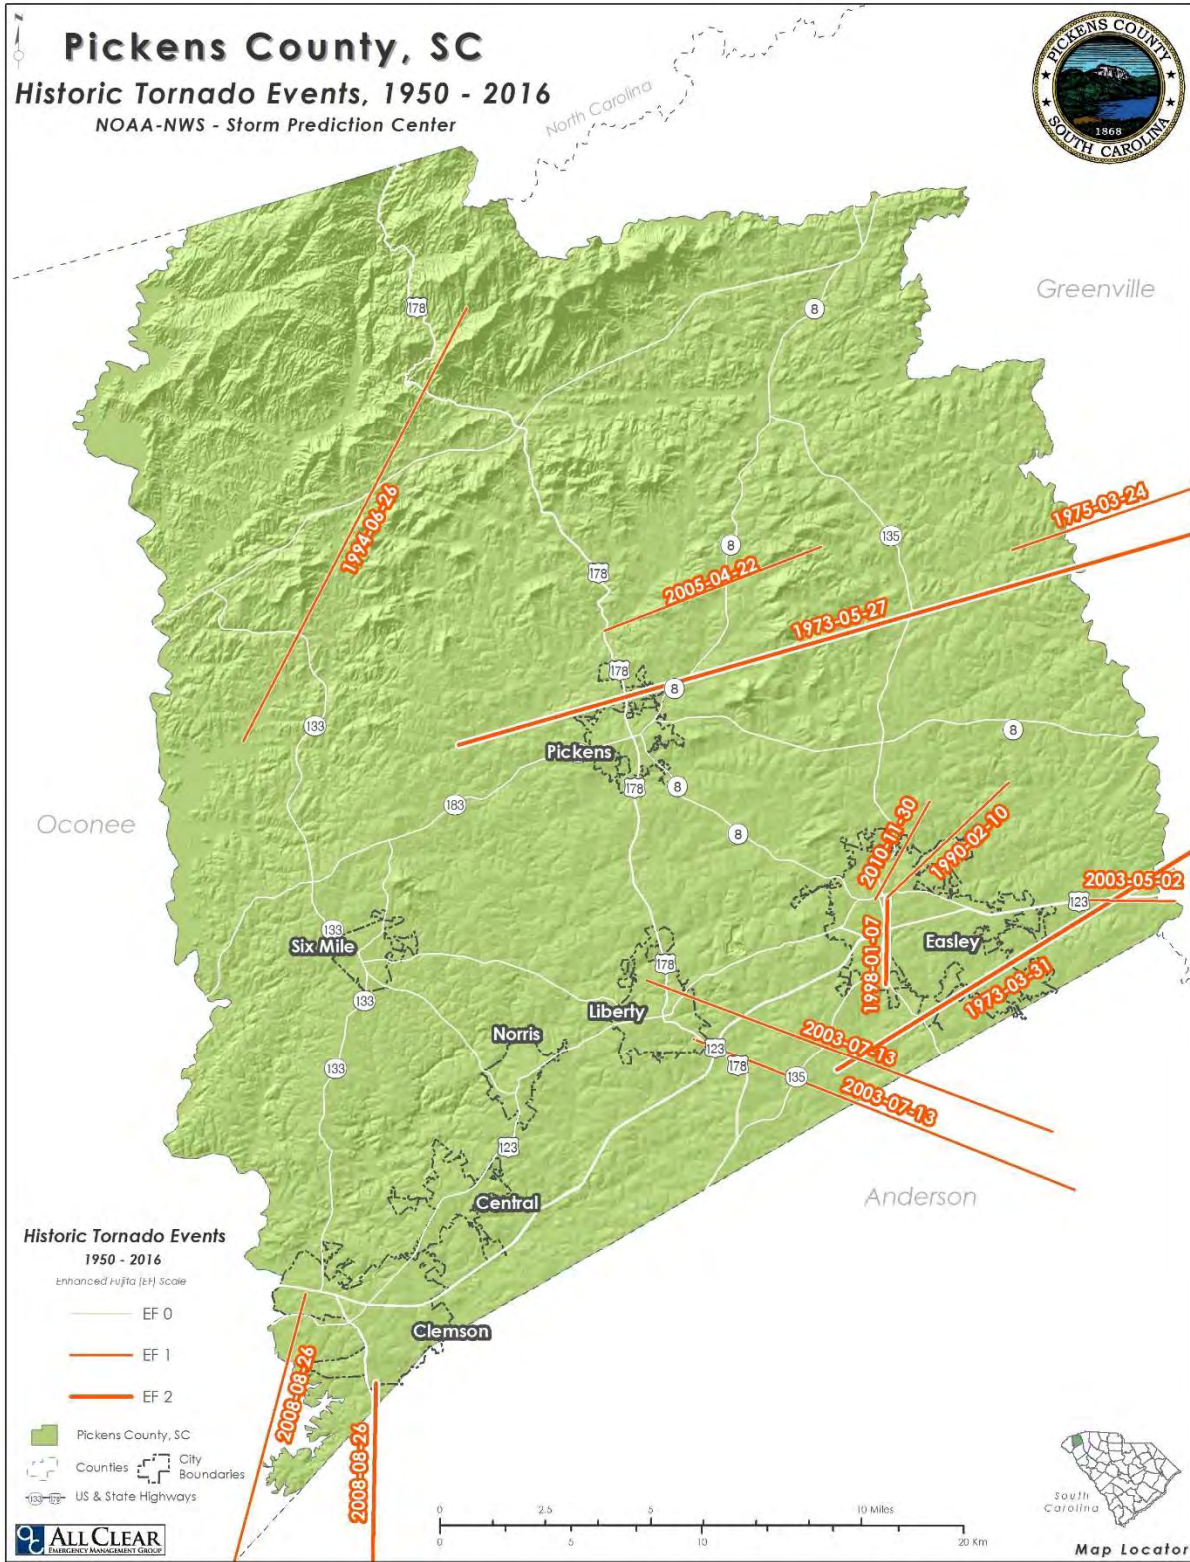 N
Pickens County, SC
Historic Tornado Events, 1950 - 2016
NOAA-NWS - Storm Prediction Center
North Carolina
PICKENS COUNTY
1868
SOUTH CAROLINA
Greenville
178
8
1994-06-26
1975-03-24
135
8
2005-04-22
178
1973-05-27
178
8
133
8
Pickens
178
8
183
8
Oconee
2010-11-30
1990-02-10
2003-05-02
123
133
Six Mile
1998-01-07
Easley
178
1973-03-31
133
Liberty
Norris
2003-07-13
123
178
133
135
2003-07-13
123
Central
Anderson
Historic Tornado Events
1950 - 2016
Enhanced Fujita (EF) Scale
EF 0
EF 1
EF 2
Clemson
2008-08-26
2008-08-26
Pickens County, SC
Counties
City
Boundaries
133 178 US & State Highways
ALL CLEAR
EMERGENCY MANAGEMENT GROUP
0 2.5 5 10 Miles
0 5 10 20 Km
South
Carolina
Map Locator